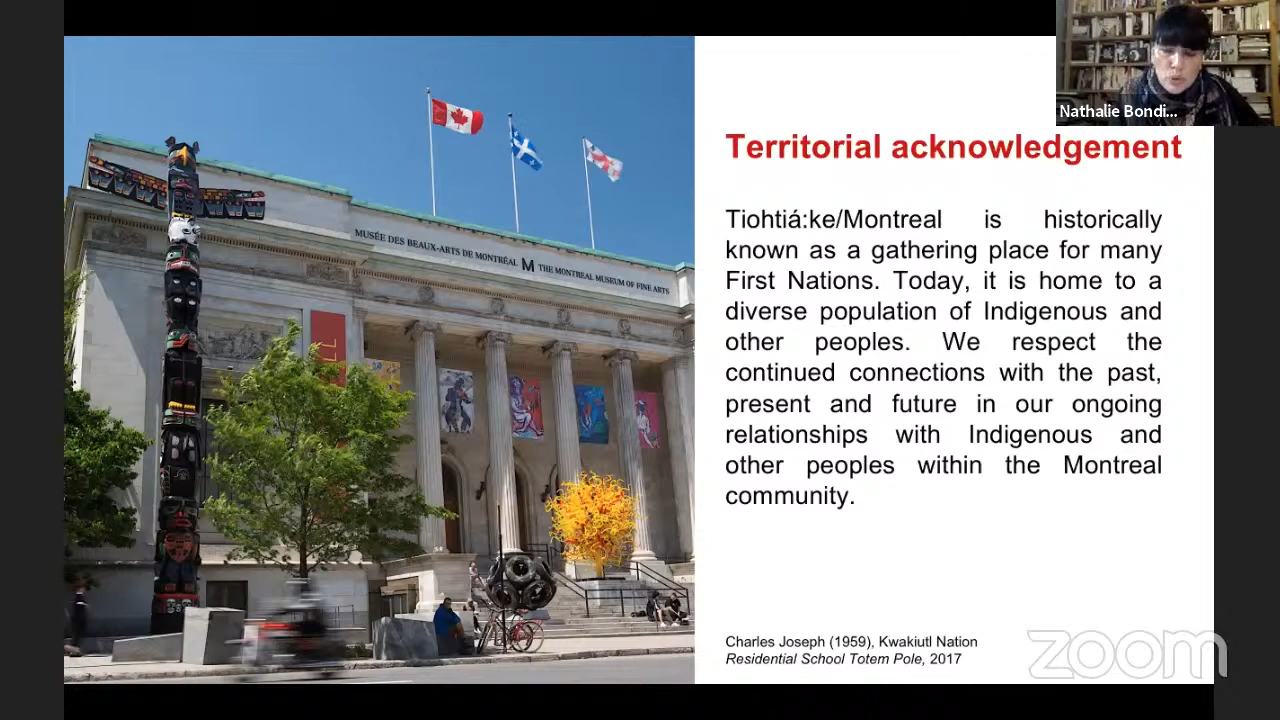 Nathalie Bondi...
Territorial acknowledgement
Tiohtiá:ke/Montreal is historically
known as a gathering place for many
First Nations. Today, it is home to a
diverse population of Indigenous and
other peoples. We respect the
continued connections with the past,
present and future in our ongoing
relationships with Indigenous and
other peoples within the Montreal
community.
Charles Joseph (1959), Kwakiutl Nation
Residential School Totem Pole, 2017
MUSÉE DES BEAUX-ARTS DE MONTRÉAL M THE MONTREAL MUSEUM OF FINE ARTS
zoom